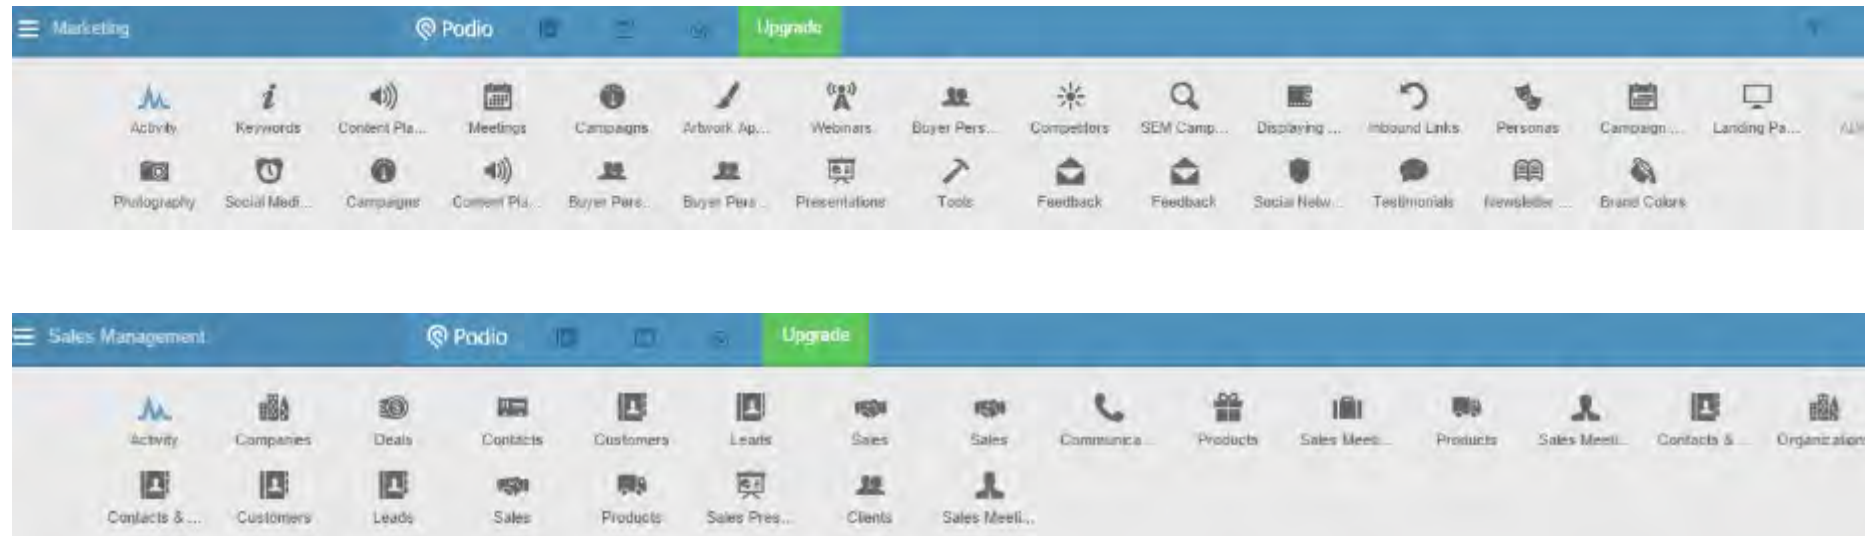 Marketing Podio Upgrade
Activity Keywords Content Pla... Meetings Campaigns Artwork Ap... Webinars Buyer Pers... Competitors SEM Camp... Displaying ... Inbound Links Personas Campaign ... Landing Pa...
Photography Social Medi... Campaigns Content Pla... Buyer Pers... Buyer Pers... Presentations Tools Feedback Feedback Social Netw... Testimonials Newsletter ... Brand Colors
Sales Management Podio Upgrade
Activity Companies Deals Contacts Customers Leads Sales Sales Communica... Products Sales Meeti... Products Sales Meeti... Contacts & ... Organizations
Contacts & ... Customers Leads Sales Products Sales Pres... Clients Sales Meeti...